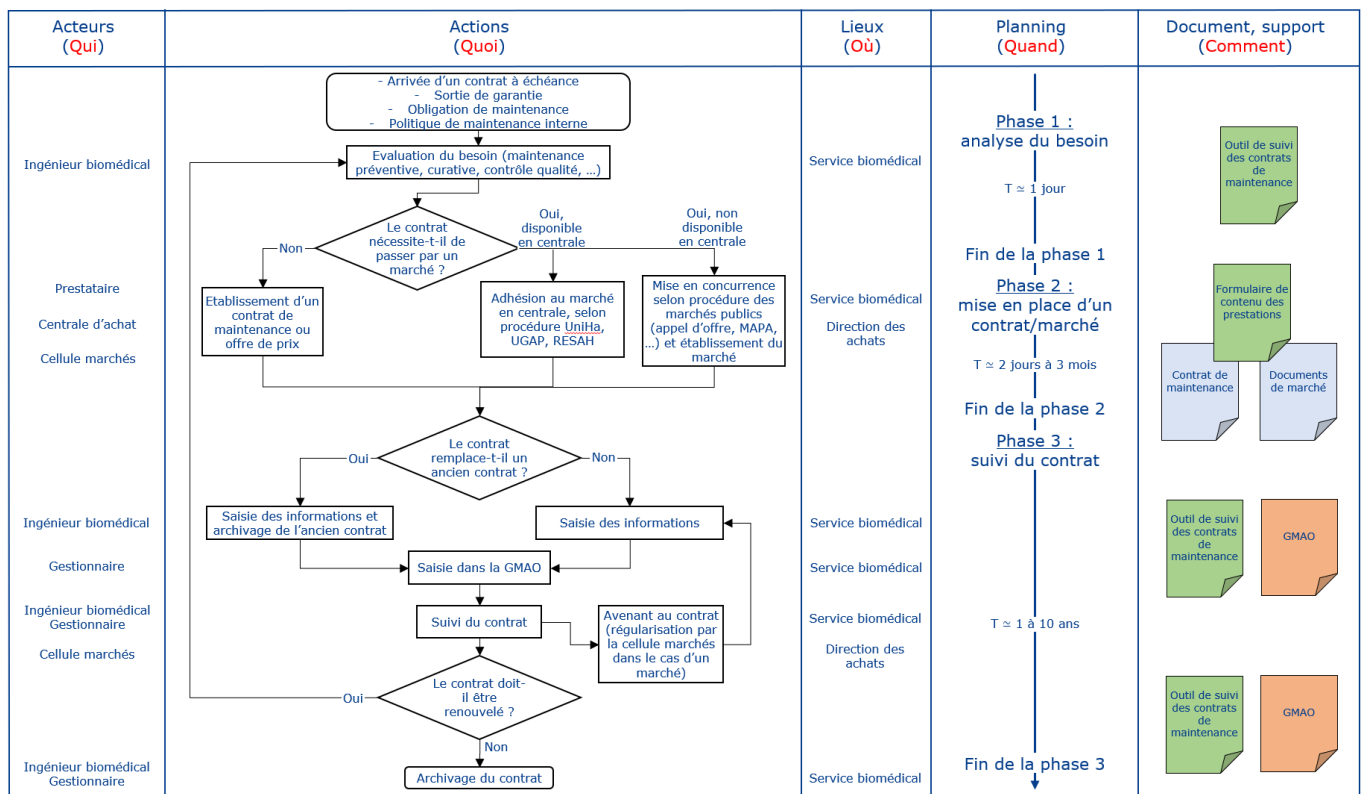 Acteurs
(Qui)
Actions
(Quoi)
Lieux
(Où)
Planning
(Quand)
Document, support
(Comment)
- Arrivée d’un contrat à échéance
- Sortie de garantie
- Obligation de maintenance
- Politique de maintenance interne
Phase 1 :
analyse du besoin
Ingénieur biomédical
Evaluation du besoin (maintenance
préventive, curative, contrôle qualité, …)
Service biomédical
T ≃ 1 jour
Outil de suivi
des contrats
de
maintenance
Le contrat
nécessite-t-il de
passer par un
marché ?
Non
Oui,
disponible
en centrale
Oui, non
disponible
en centrale
Fin de la phase 1
Prestataire
Centrale d’achat
Cellule marchés
Etablissement d’un
contrat de
maintenance ou
offre de prix
Adhésion au marché
en centrale, selon
procédure UniHa,
UGAP, RESAH
Mise en concurrence
selon procédure des
marchés publics
(appel d’offre, MAPA,
…) et établissement du
marché
Service biomédical
Direction des
achats
Phase 2 :
mise en place d’un
contrat/marché
T ≃ 2 jours à 3 mois
Fin de la phase 2
Formulaire de
contenu des
prestations
Contrat de
maintenance
Documents
de marché
Phase 3 :
suivi du contrat
Le contrat
remplace-t-il un
ancien contrat ?
Oui
Non
Ingénieur biomédical
Saisie des informations et
archivage de l’ancien contrat
Saisie des informations
Service biomédical
Outil de suivi
des contrats
de
maintenance
GMAO
Gestionnaire
Saisie dans la GMAO
Service biomédical
Ingénieur biomédical
Gestionnaire
Cellule marchés
Suivi du contrat
Avenant au contrat
(régularisation par
la cellule marchés
dans le cas d’un
marché)
Service biomédical
Direction des
achats
T ≃ 1 à 10 ans
Le contrat doit-
il être
renouvelé ?
Oui
Non
Outil de suivi
des contrats
de
maintenance
GMAO
Ingénieur biomédical
Gestionnaire
Archivage du contrat
Service biomédical
Fin de la phase 3